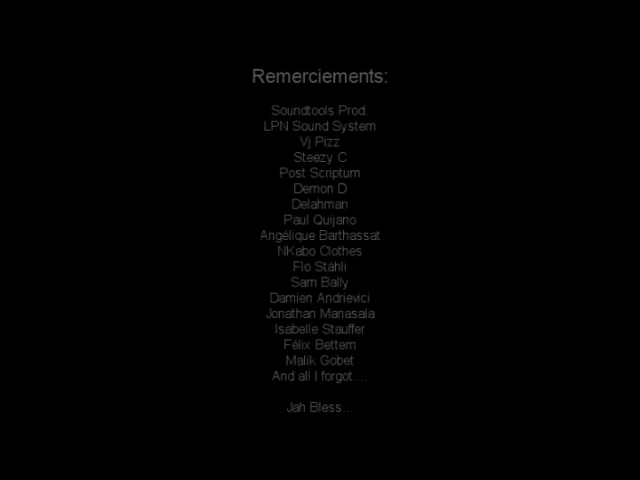 Remerciements:
Soundtools Prod.
LPN Sound System
Vj Pizz
Steezy C
Post Scriptum
Demon D
Delahman
Paul Quijano
Angélique Barthassat
NKabo Clothes
Flo Stähli
Sam Bally
Damien Andrievici
Jonathan Manasala
Isabelle Stauffer
Félix Bettem
Malik Gobet
And all I forgot....
Jah Bless...